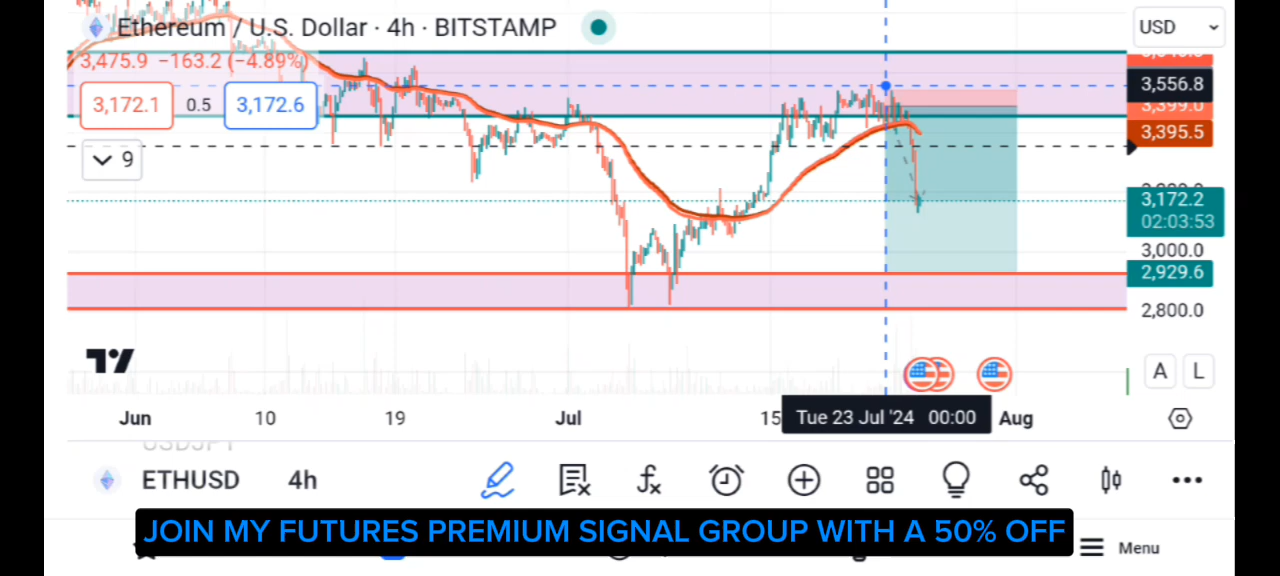 Ethereum / U.S. Dollar · 4h · BITSTAMP
USD
3,475.9 −163.2 (−4.89%)
3,556.8
3,172.1 0.5 3,172.6
3,399.0
3,395.5
9
3,172.2
02:03:53
3,000.0
2,929.6
2,800.0
A L
Jun 10 19 Jul 15 Tue 23 Jul '24 00:00 Aug
USDJPY
ETHUSD 4h
JOIN MY FUTURES PREMIUM SIGNAL GROUP WITH A 50% OFF
Menu